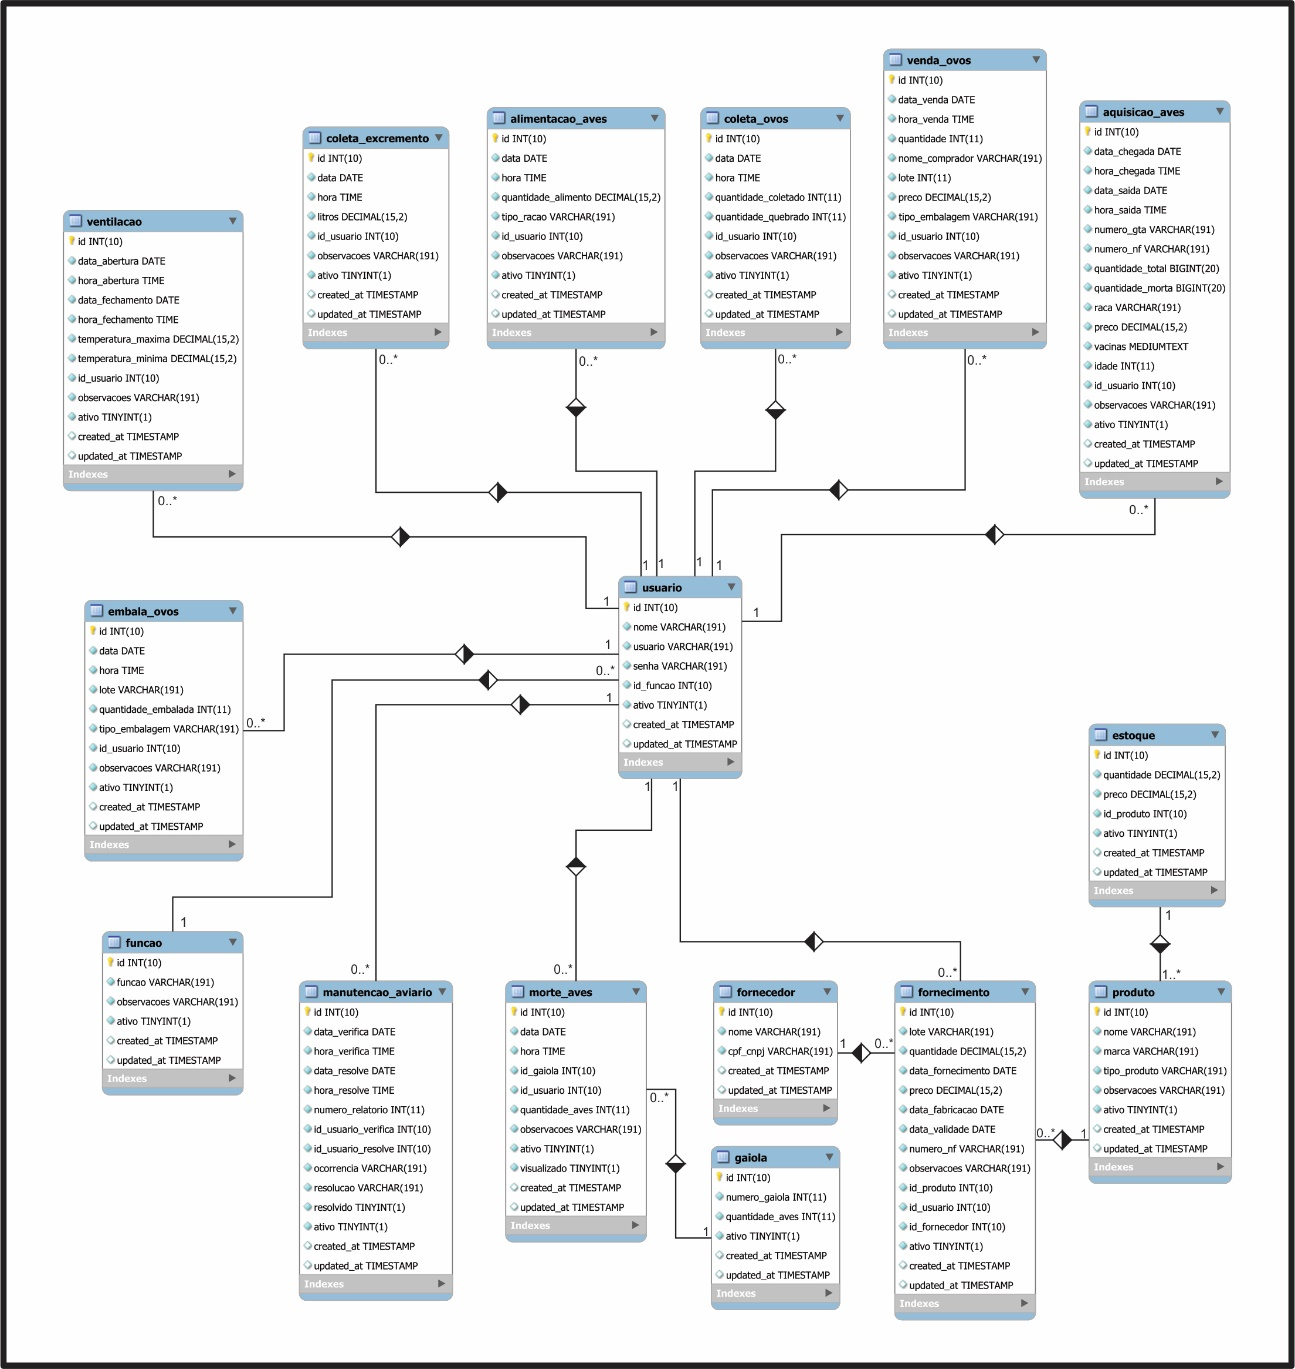 venda_ovos
id INT(10)
data_venda DATE
hora_venda TIME
quantidade INT(11)
nome_comprador VARCHAR(191)
lote INT(11)
preco DECIMAL(15,2)
tipo_embalagem VARCHAR(191)
id_usuario INT(10)
observacoes VARCHAR(191)
ativo TINYINT(1)
created_at TIMESTAMP
updated_at TIMESTAMP
Indexes
0..*
aquisicao_aves
id INT(10)
data_chegada DATE
hora_chegada TIME
data_saida DATE
hora_saida TIME
numero_gta VARCHAR(191)
numero_nf VARCHAR(191)
quantidade_total BIGINT(20)
quantidade_morta BIGINT(20)
raca VARCHAR(191)
preco DECIMAL(15,2)
vacinas MEDIUMTEXT
idade INT(11)
id_usuario INT(10)
observacoes VARCHAR(191)
ativo TINYINT(1)
created_at TIMESTAMP
updated_at TIMESTAMP
Indexes
0..*
alimentacao_aves
id INT(10)
data DATE
hora TIME
quantidade_alimento DECIMAL(15,2)
tipo_racao VARCHAR(191)
id_usuario INT(10)
observacoes VARCHAR(191)
ativo TINYINT(1)
created_at TIMESTAMP
updated_at TIMESTAMP
Indexes
0..*
coleta_ovos
id INT(10)
data DATE
hora TIME
quantidade_coletado INT(11)
quantidade_quebrado INT(11)
id_usuario INT(10)
observacoes VARCHAR(191)
ativo TINYINT(1)
created_at TIMESTAMP
updated_at TIMESTAMP
Indexes
0..*
coleta_excremento
id INT(10)
data DATE
hora TIME
litros DECIMAL(15,2)
id_usuario INT(10)
observacoes VARCHAR(191)
ativo TINYINT(1)
created_at TIMESTAMP
updated_at TIMESTAMP
Indexes
0..*
ventilacao
id INT(10)
data_abertura DATE
hora_abertura TIME
data_fechamento DATE
hora_fechamento TIME
temperatura_maxima DECIMAL(15,2)
temperatura_minima DECIMAL(15,2)
id_usuario INT(10)
observacoes VARCHAR(191)
ativo TINYINT(1)
created_at TIMESTAMP
updated_at TIMESTAMP
Indexes
0..*
1
1
1
1
1
1
usuario
id INT(10)
nome VARCHAR(191)
usuario VARCHAR(191)
senha VARCHAR(191)
id_funcao INT(10)
ativo TINYINT(1)
created_at TIMESTAMP
updated_at TIMESTAMP
Indexes
1
0..*
1
1
1
embala_ovos
id INT(10)
data DATE
hora TIME
lote VARCHAR(191)
quantidade_embalada INT(11)
tipo_embalagem VARCHAR(191)
id_usuario INT(10)
observacoes VARCHAR(191)
ativo TINYINT(1)
created_at TIMESTAMP
updated_at TIMESTAMP
Indexes
0..*
estoque
id INT(10)
quantidade DECIMAL(15,2)
preco DECIMAL(15,2)
id_produto INT(10)
ativo TINYINT(1)
created_at TIMESTAMP
updated_at TIMESTAMP
Indexes
1
1..*
1
funcao
id INT(10)
funcao VARCHAR(191)
observacoes VARCHAR(191)
ativo TINYINT(1)
created_at TIMESTAMP
updated_at TIMESTAMP
Indexes
0..*
manutencao_aviario
id INT(10)
data_verifica DATE
hora_verifica TIME
data_resolve DATE
hora_resolve TIME
numero_relatorio INT(11)
id_usuario_verifica INT(10)
id_usuario_resolve INT(10)
ocorrencia VARCHAR(191)
resolucao VARCHAR(191)
resolvido TINYINT(1)
ativo TINYINT(1)
created_at TIMESTAMP
updated_at TIMESTAMP
Indexes
0..*
morte_aves
id INT(10)
data DATE
hora TIME
id_gaiola INT(10)
id_usuario INT(10)
quantidade_aves INT(11)
observacoes VARCHAR(191)
ativo TINYINT(1)
visualizado TINYINT(1)
created_at TIMESTAMP
updated_at TIMESTAMP
Indexes
0..*
1
fornecedor
id INT(10)
nome VARCHAR(191)
cpf_cnpj VARCHAR(191)
created_at TIMESTAMP
updated_at TIMESTAMP
Indexes
1
0..*
gaiola
id INT(10)
numero_gaiola INT(11)
quantidade_aves INT(11)
ativo TINYINT(1)
created_at TIMESTAMP
updated_at TIMESTAMP
Indexes
0..*
fornecimento
id INT(10)
lote VARCHAR(191)
quantidade DECIMAL(15,2)
data_fornecimento DATE
preco DECIMAL(15,2)
data_fabricacao DATE
data_validade DATE
numero_nf VARCHAR(191)
observacoes VARCHAR(191)
id_produto INT(10)
id_usuario INT(10)
id_fornecedor INT(10)
ativo TINYINT(1)
created_at TIMESTAMP
updated_at TIMESTAMP
Indexes
0..*
1
produto
id INT(10)
nome VARCHAR(191)
marca VARCHAR(191)
tipo_produto VARCHAR(191)
observacoes VARCHAR(191)
ativo TINYINT(1)
created_at TIMESTAMP
updated_at TIMESTAMP
Indexes